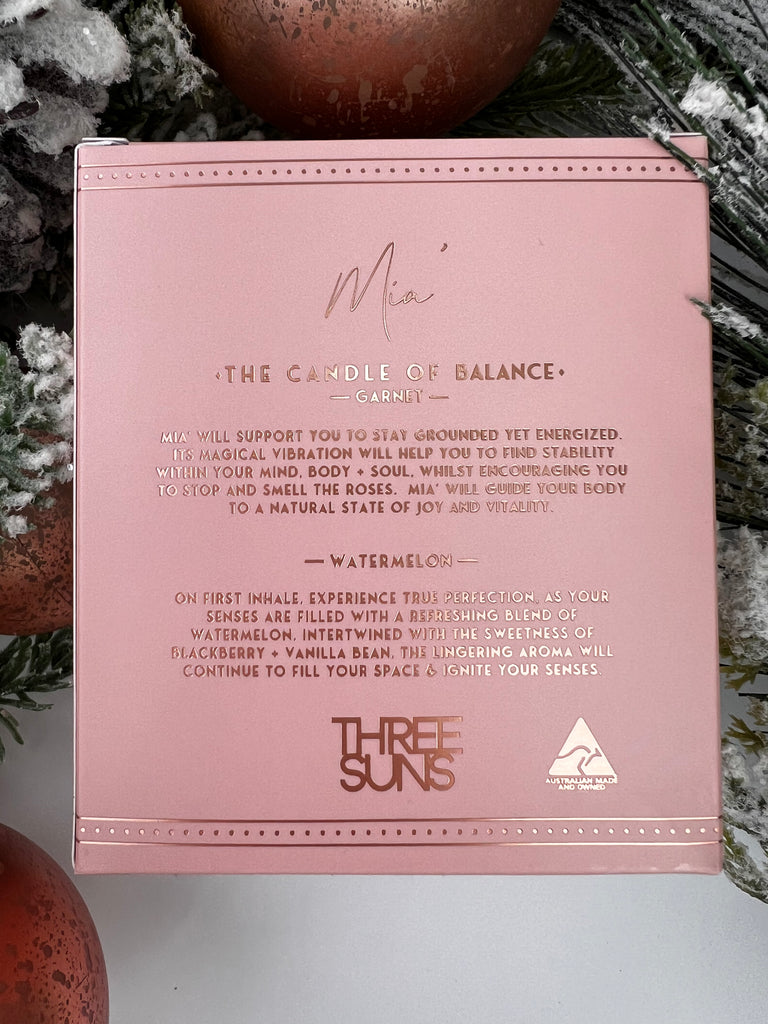 Mia'
·THE CANDLE OF BALANCE·
— GARNET —
MIA' WILL SUPPORT YOU TO STAY GROUNDED YET ENERGIZED.
ITS MAGICAL VIBRATION WILL HELP YOU TO FIND STABILITY
WITHIN YOUR MIND, BODY + SOUL, WHILST ENCOURAGING YOU
TO STOP AND SMELL THE ROSES. MIA' WILL GUIDE YOUR BODY
TO A NATURAL STATE OF JOY AND VITALITY.
— WATERMELON —
ON FIRST INHALE, EXPERIENCE TRUE PERFECTION, AS YOUR
SENSES ARE FILLED WITH A REFRESHING BLEND OF
WATERMELON, INTERTWINED WITH THE SWEETNESS OF
BLACKBERRY + VANILLA BEAN, THE LINGERING AROMA WILL
CONTINUE TO FILL YOUR SPACE & IGNITE YOUR SENSES.
THREE
SUNS
AUSTRALIAN MADE
AND OWNED